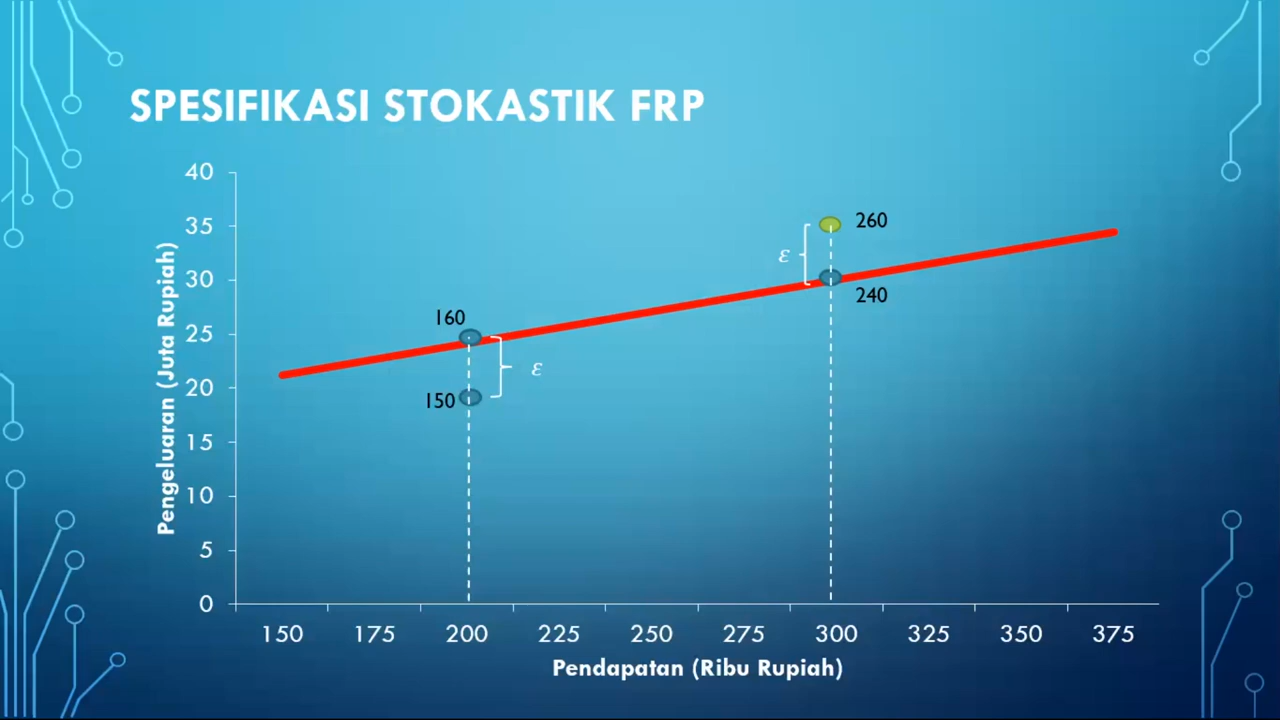 SPESIFIKASI STOKASTIK FRP
40
35
30
25
20
15
10
5
0
Pengeluaran (Juta Rupiah)
160
150
ε
ε
260
240
150 175 200 225 250 275 300 325 350 375
Pendapatan (Ribu Rupiah)